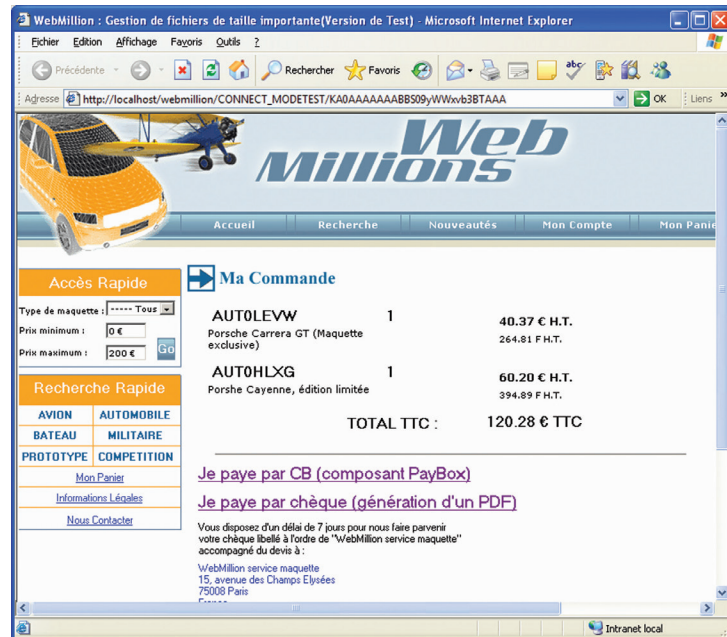 WebMillion : Gestion de fichiers de taille importante(Version de Test) - Microsoft Internet Explorer
Fichier Edition Affichage Favoris Outils ?
Précédente Rechercher Favoris
Adresse http://localhost/webmillion/CONNECT_MODETEST/KA0AAAAAAABBS09yWWxvb3BTAAA OK Liens »
Web
Millions
Accueil Recherche Nouveautés Mon Compte Mon Panie
Accès Rapide
Type de maquette : ----- Tous
Prix minimum : 0 €
Prix maximum : 200 € Go
Recherche Rapide
AVION AUTOMOBILE
BATEAU MILITAIRE
PROTOTYPE COMPETITION
Mon Panier
Informations Légales
Nous Contacter
Ma Commande
AUT0LEVW 1 40.37 € H.T.
Porsche Carrera GT (Maquette exclusive) 264.81 F H.T.
AUT0HLXG 1 60.20 € H.T.
Porshe Cayenne, édition limitée 394.89 F H.T.
TOTAL TTC : 120.28 € TTC
Je paye par CB (composant PayBox)
Je paye par chèque (génération d'un PDF)
Vous disposez d'un délai de 7 jours pour nous faire parvenir
votre chèque libellé à l'ordre de "WebMillion service maquette"
accompagné du devis à :
WebMillion service maquette
15, avenue des Champs Elysées
75008 Paris
France
Intranet local